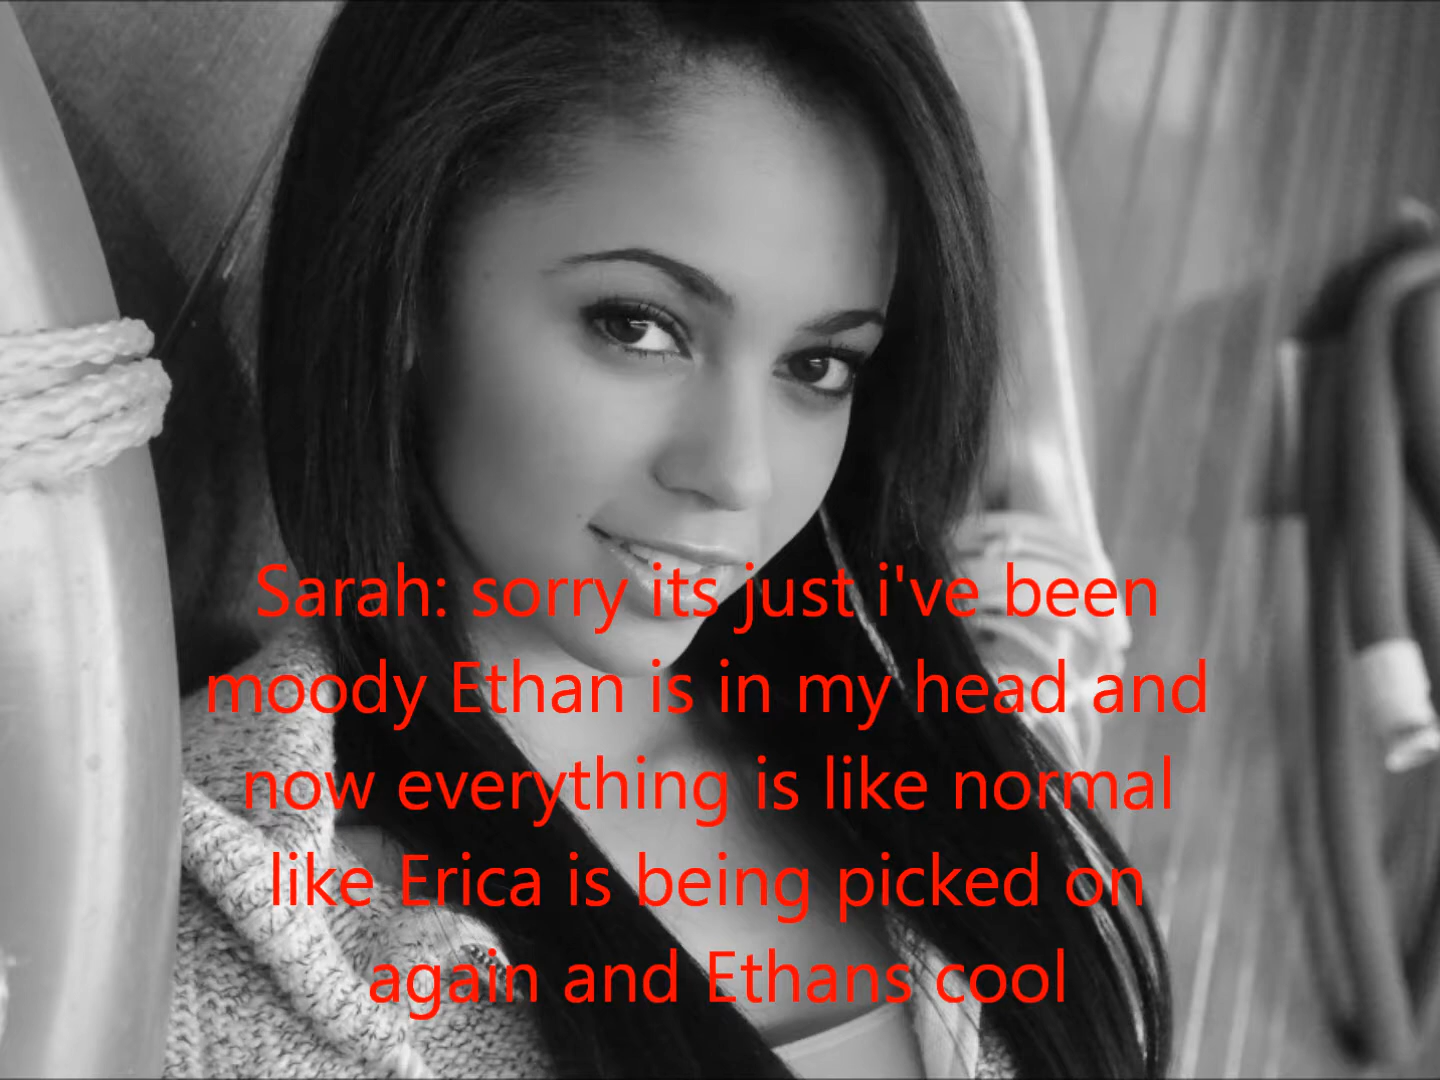 Sarah: sorry its just i've been
moody Ethan is in my head and
now everything is like normal
like Erica is being picked on
again and Ethans cool